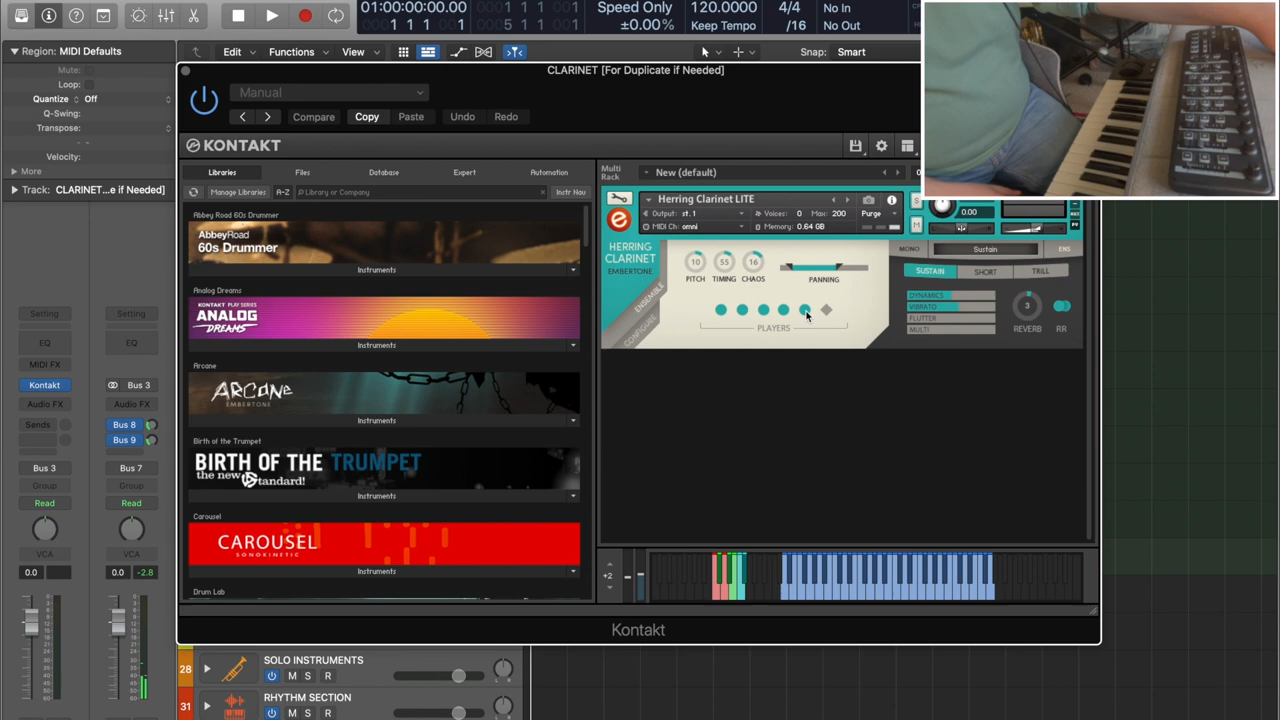 01:00:00:00.00
1 1 1 1
Speed Only
±0.00%
120.0000
Keep Tempo
4/4
/16
No In
No Out
Region: MIDI Defaults
Mute:
Loop:
Quantize Off
Q-Swing:
Transpose:
Velocity:
More
Track: CLARINET...e if Needed]
Edit Functions View
Snap: Smart
CLARINET [For Duplicate if Needed]
Manual
Compare Copy Paste Undo Redo
KONTAKT
Libraries Files Database Expert Automation
Manage Libraries A-Z Library or Company Instr Nav
Abbey Road 60s Drummer
AbbeyRoad
60s Drummer
Instruments
Analog Dreams
KONTAKT PLAY SERIES
ANALOG
DREAMS
Instruments
Arcane
ARCANE
EMBERTONE
Instruments
Birth of the Trumpet
BIRTH OF THE TRUMPET
the new standard!
Instruments
Carousel
CAROUSEL
SONOKINETIC
Instruments
Drum Lab
Multi
Rack
New (default)
Herring Clarinet LITE
Output: st. 1 Voices: 0 Max: 200 Purge
MIDI Ch: omni Memory: 0.64 GB
S
M
0.00
HERRING
CLARINET
EMBERTONE
ENSEMBLE
CONFIGURE
10 55 16
PITCH TIMING CHAOS PANNING
PLAYERS
MONO Sustain ENS
SUSTAIN SHORT TRILL
DYNAMICS
VIBRATO
FLUTTER
MULTI
3
REVERB RR
+2
Kontakt
Setting Setting
EQ EQ
MIDI FX
Kontakt Bus 3
Audio FX Audio FX
Sends Bus 8
Bus 9
Bus 3 Bus 7
Group Group
Read Read
VCA VCA
0.0 0.0 -2.8
28 SOLO INSTRUMENTS
M S R
31 RHYTHM SECTION
M S R